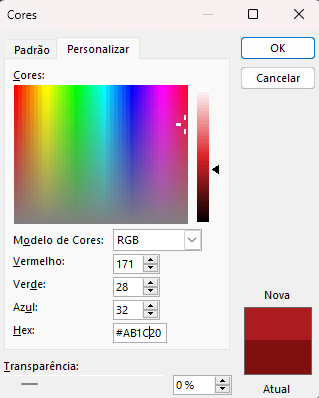 Cores
Padrão
Personalizar
OK
Cancelar
Cores:
Modelo de Cores: RGB
Vermelho: 171
Verde: 28
Azul: 32
Hex: #AB1C20
Transparência:
0 %
Nova
Atual